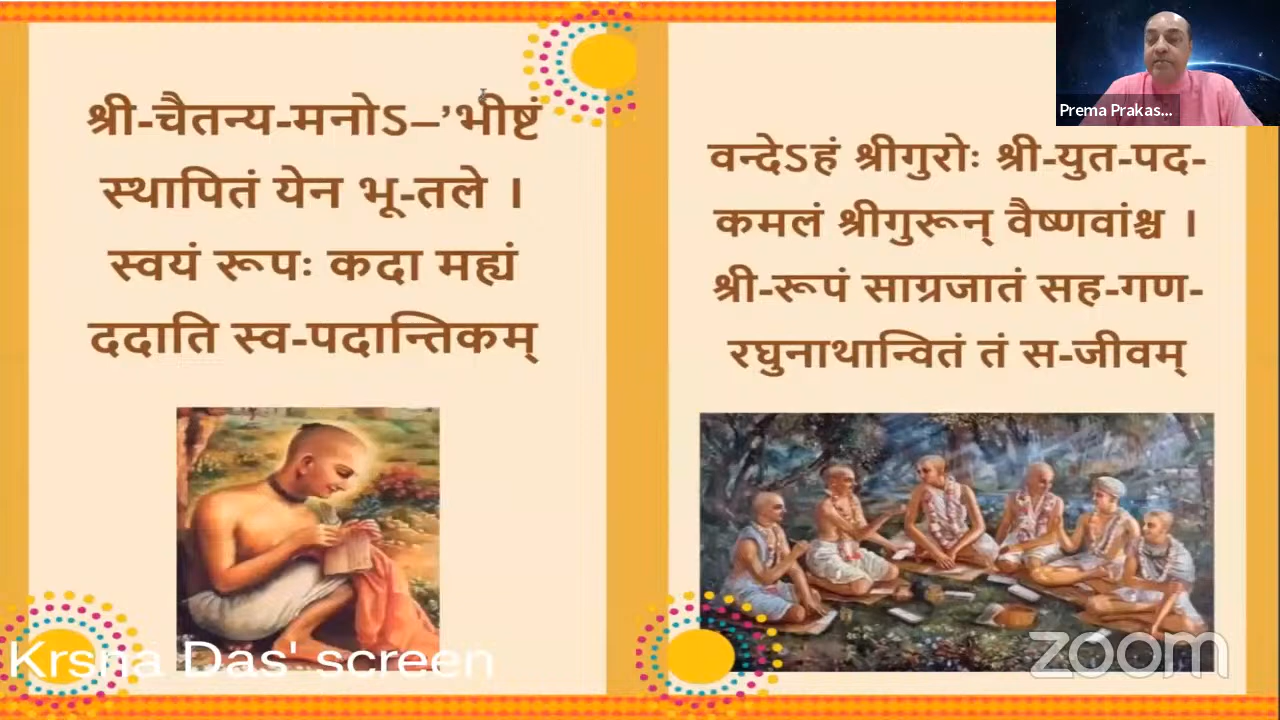 श्री-चैतन्य-मनोऽ–’भीष्टं
स्थापितं येन भू-तले ।
स्वयं रूपः कदा मह्यं
ददाति स्व-पदान्तिकम्
वन्देऽहं श्रीगुरोः श्री-युत-पद-
कमलं श्रीगुरून् वैष्णवांश्च ।
श्री-रूपं साग्रजातं सह-गण-
रघुनाथान्वितं तं स-जीवम्
Prema Prakas...
Krsna Das' screen
zoom